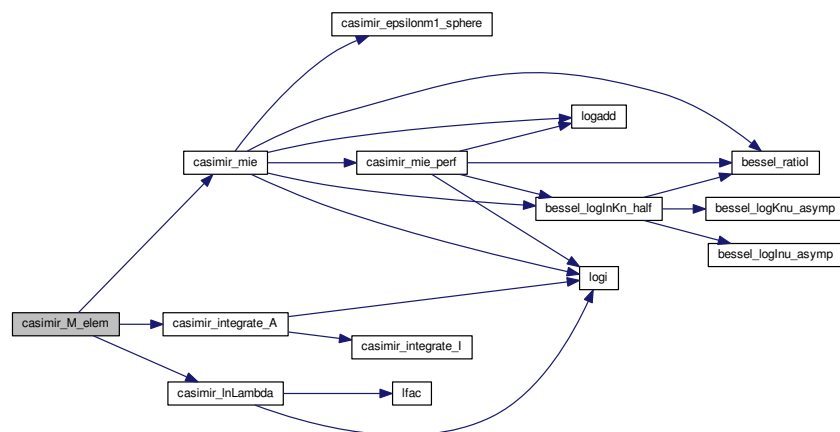 casimir_epsilonm1_sphere
logadd
casimir_mie
casimir_mie_perf
bessel_ratioI
bessel_logInKn_half
bessel_logKnu_asymp
bessel_logInu_asymp
logi
casimir_M_elem
casimir_integrate_A
casimir_integrate_I
casimir_lnLambda
lfac